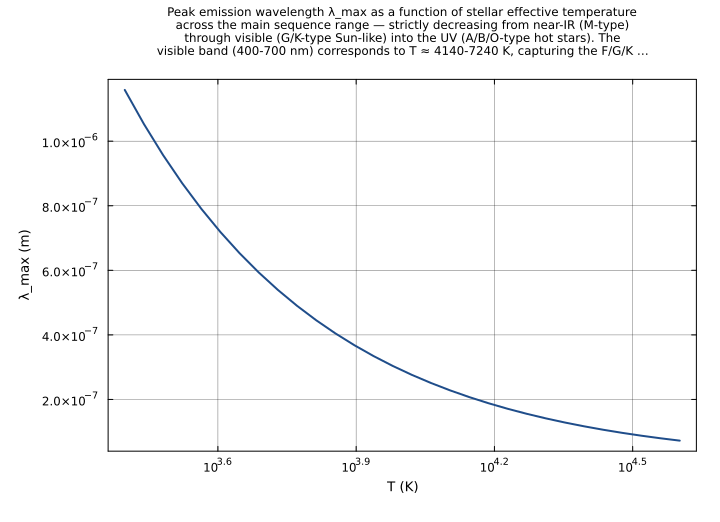 Peak emission wavelength λ_max as a function of stellar effective temperature
across the main sequence range — strictly decreasing from near-IR (M-type)
through visible (G/K-type Sun-like) into the UV (A/B/O-type hot stars). The
visible band (400-700 nm) corresponds to T ≈ 4140-7240 K, capturing the F/G/K ...
1.0×10⁻⁶
8.0×10⁻⁷
6.0×10⁻⁷
4.0×10⁻⁷
2.0×10⁻⁷
λ_max (m)
10^3.6 10^3.9 10^4.2 10^4.5
T (K)